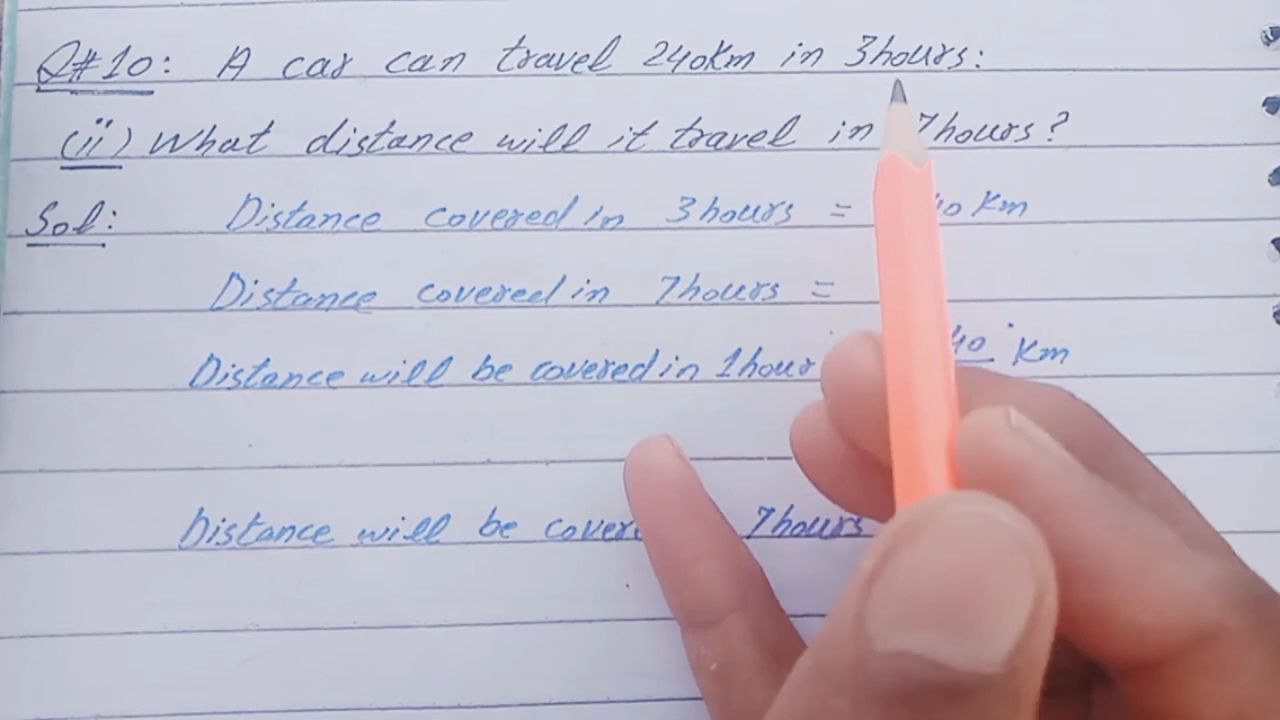 Q#10: A car can travel 240Km in 3hours:
(ii) What distance will it travel in 7hours?
Sol: Distance covered in 3hours = Km
Distance covered in 7hours =
Distance will be covered in 1hour Km
Distance will be 7hours